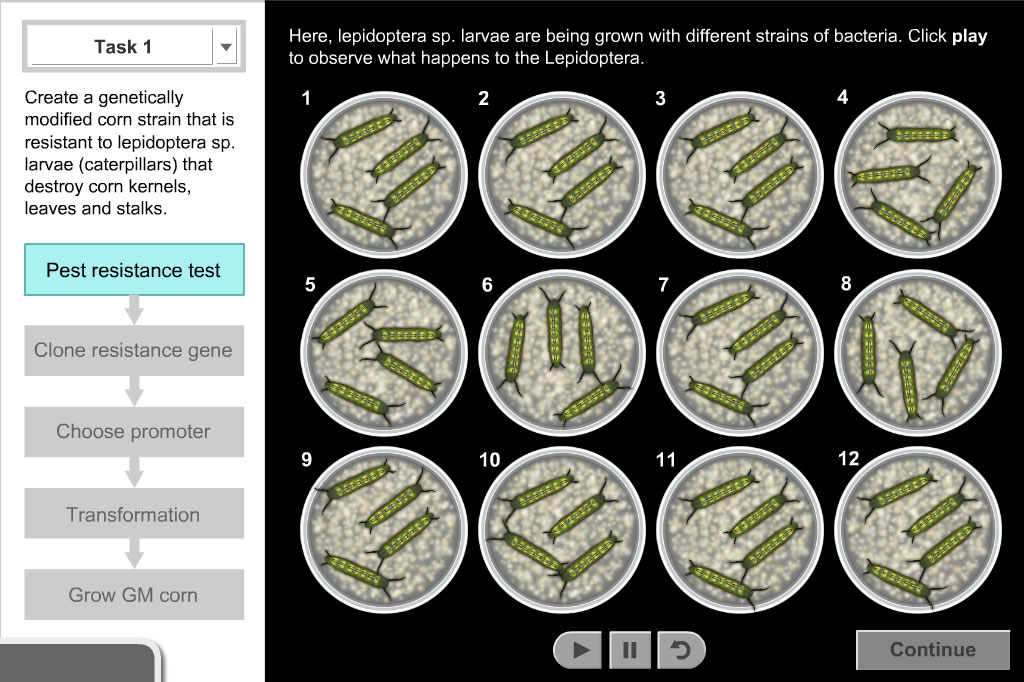 Task 1
Create a genetically
modified corn strain that is
resistant to lepidoptera sp.
larvae (caterpillars) that
destroy corn kernels,
leaves and stalks.
Pest resistance test
Clone resistance gene
Choose promoter
Transformation
Grow GM corn
Here, lepidoptera sp. larvae are being grown with different strains of bacteria. Click play
to observe what happens to the Lepidoptera.
1
2
3
4
5
6
7
8
9
10
11
12
Continue